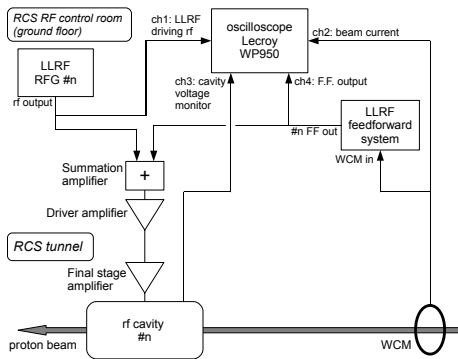 RCS RF control room
(ground floor)
LLRF
RFG #n
rf output
ch1: LLRF
driving rf
oscilloscope
Lecroy
WP950
ch2: beam current
ch3: cavity
voltage
monitor
ch4: F.F. output
LLRF
feedforward
system
#n FF out
WCM in
Summation
amplifier
+
Driver amplifier
RCS tunnel
Final stage
amplifier
rf cavity
#n
proton beam
WCM